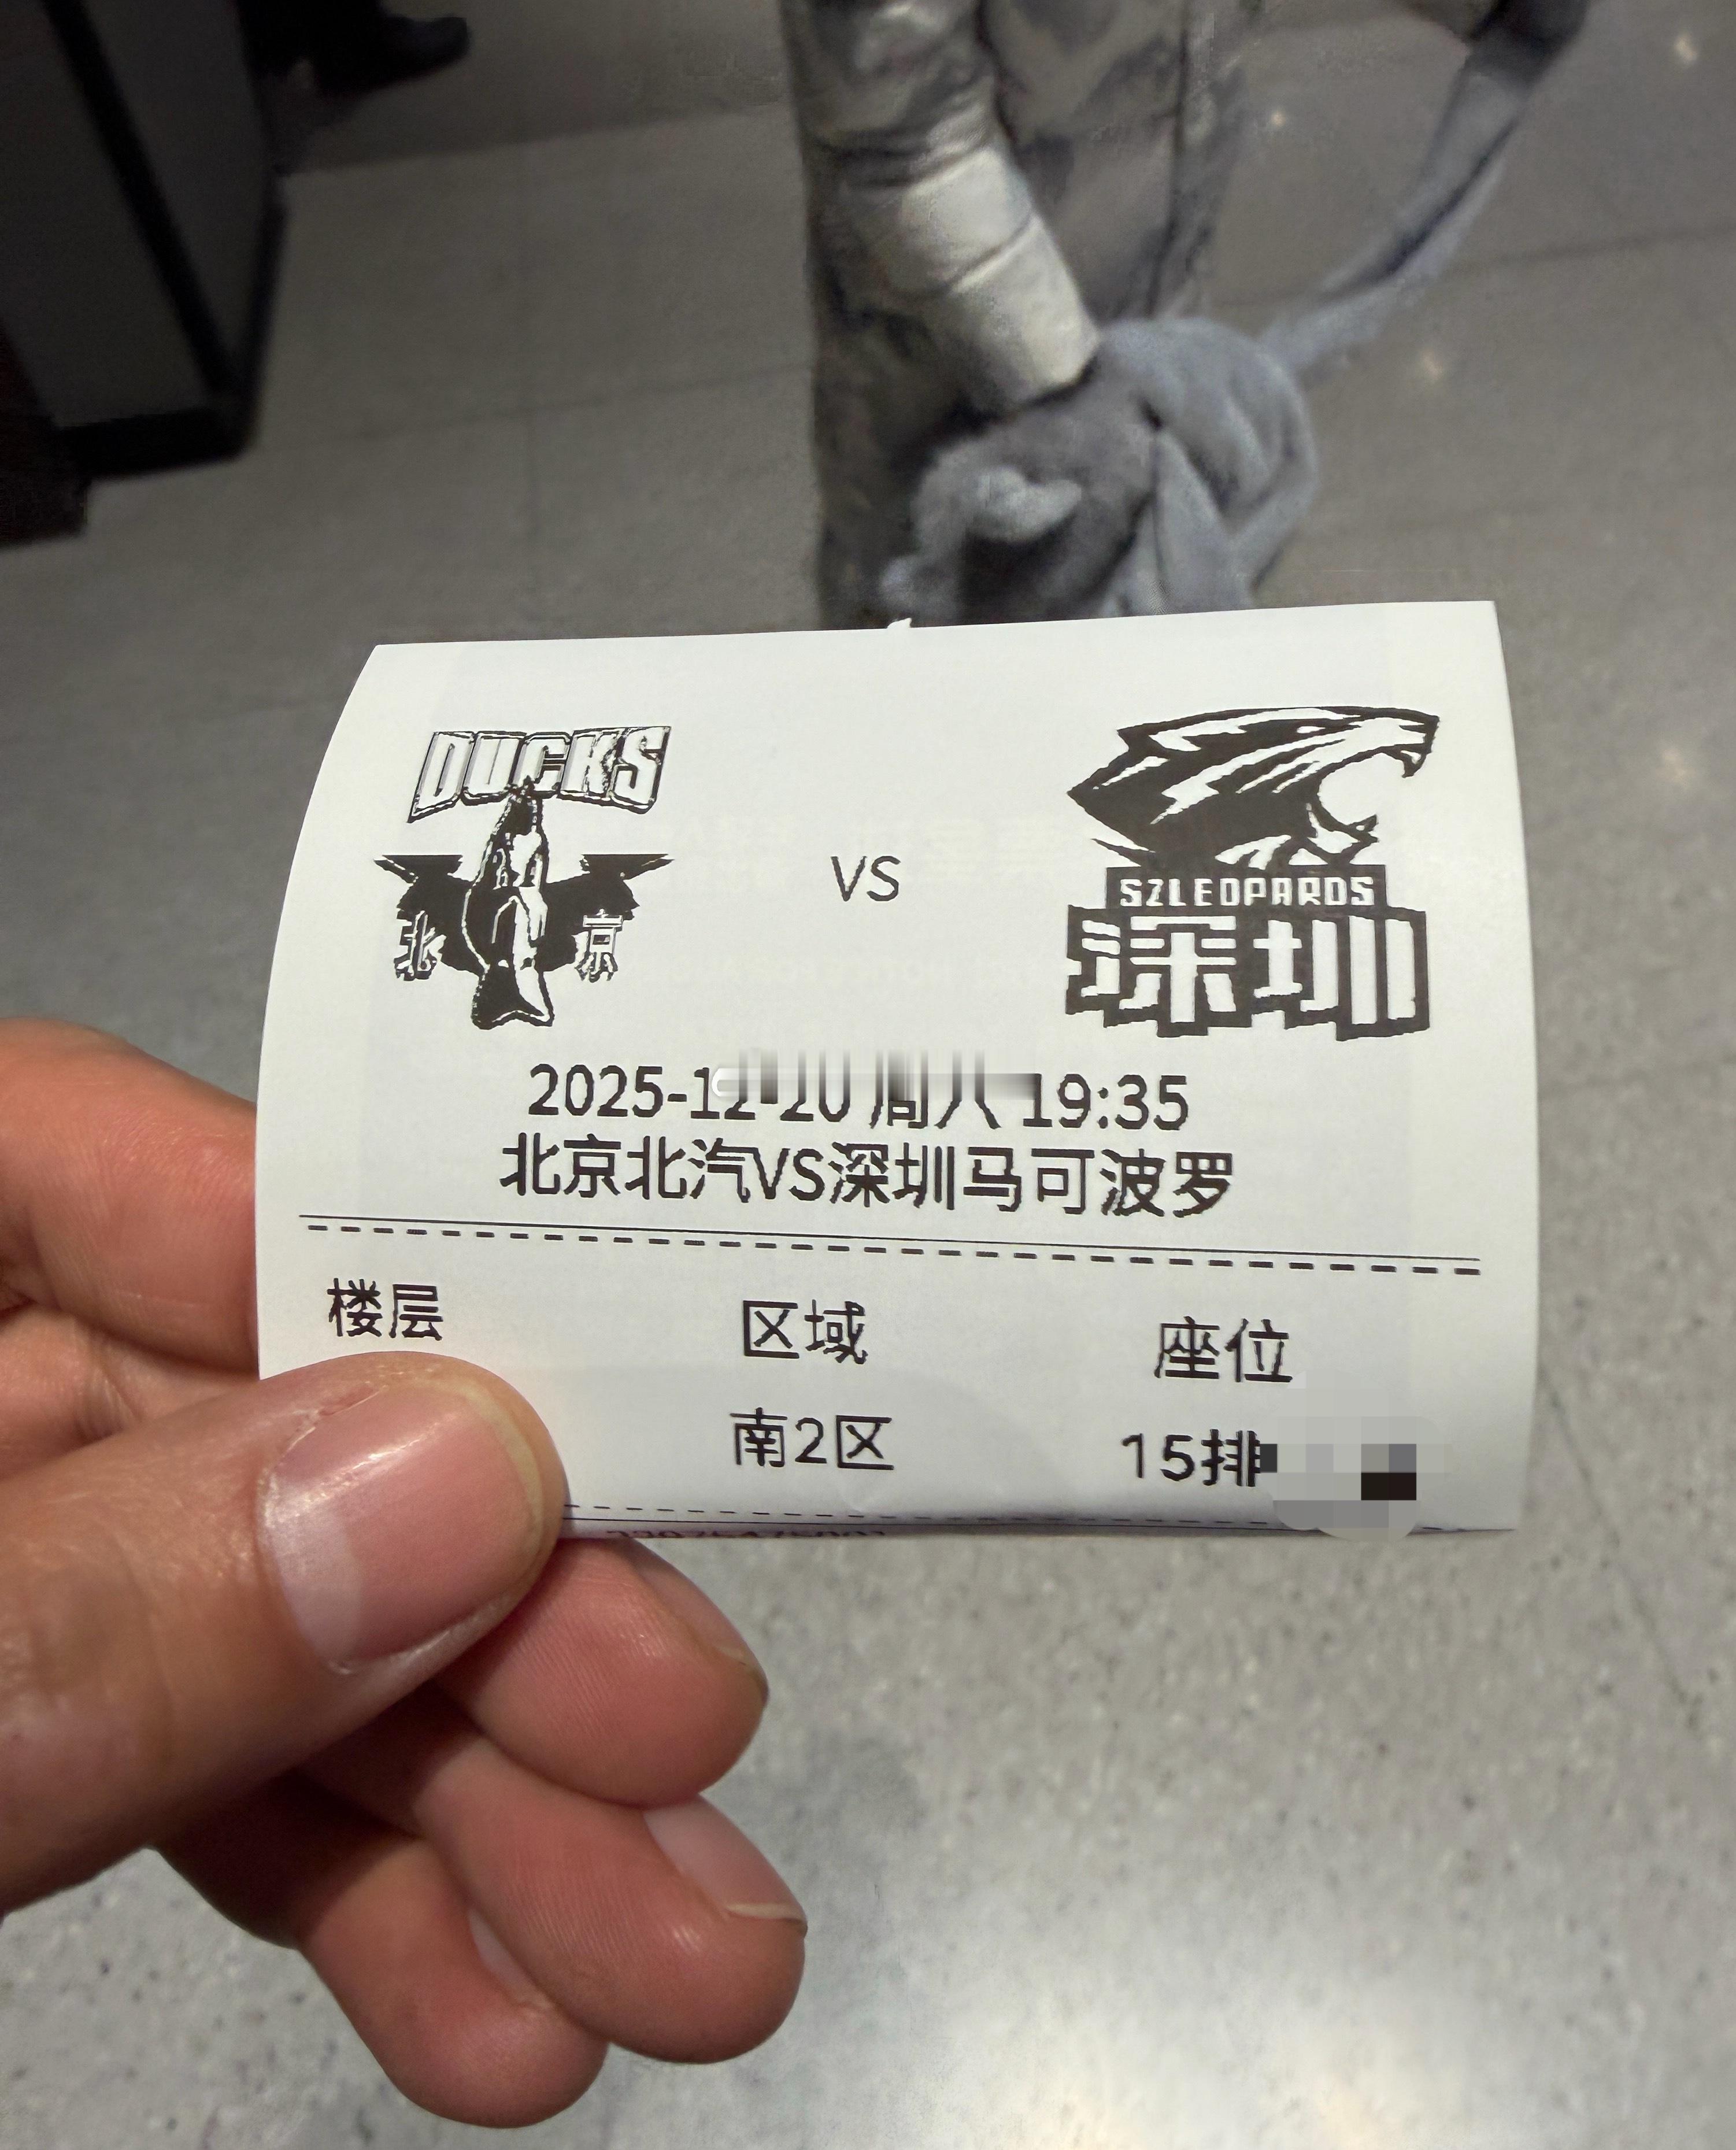 DUCKS
北 京
VS
SZLEOPARDS
深圳
2025-12-20 周六 19:35
北京北汽VS深圳马可波罗
楼层 区域 座位
南2区 15排